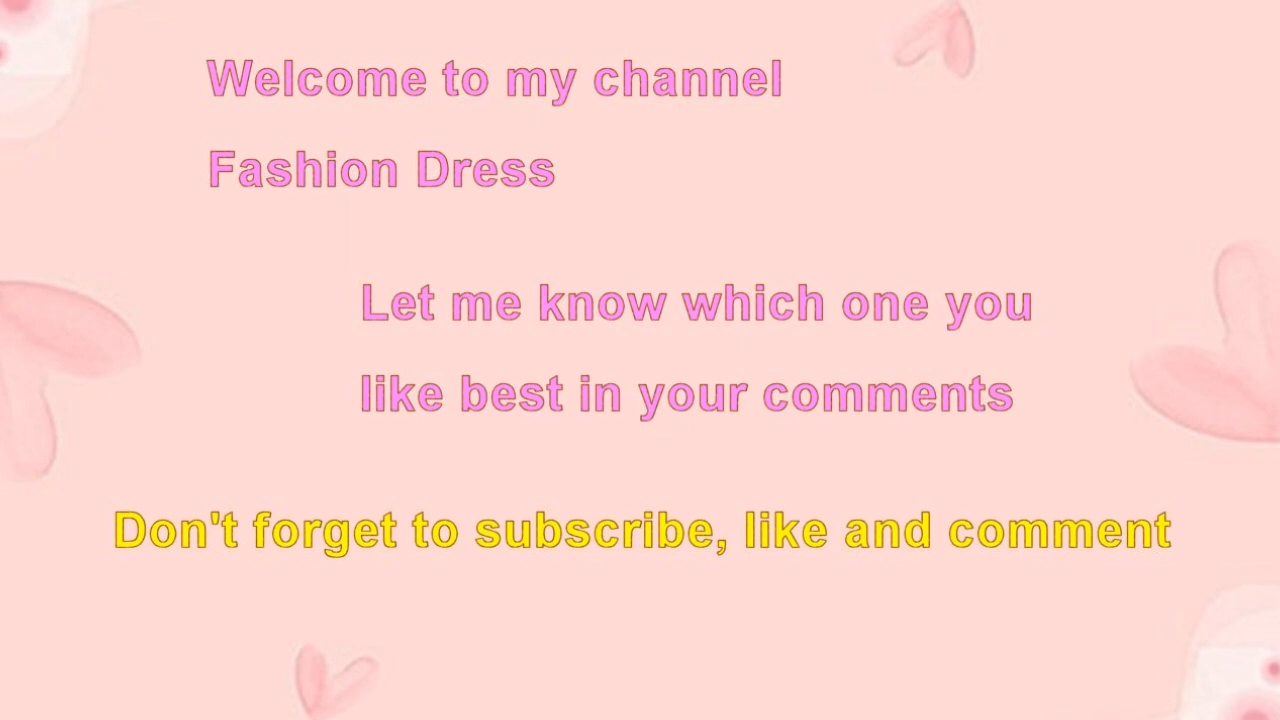 Welcome to my channel
Fashion Dress
Let me know which one you
like best in your comments
Don't forget to subscribe, like and comment